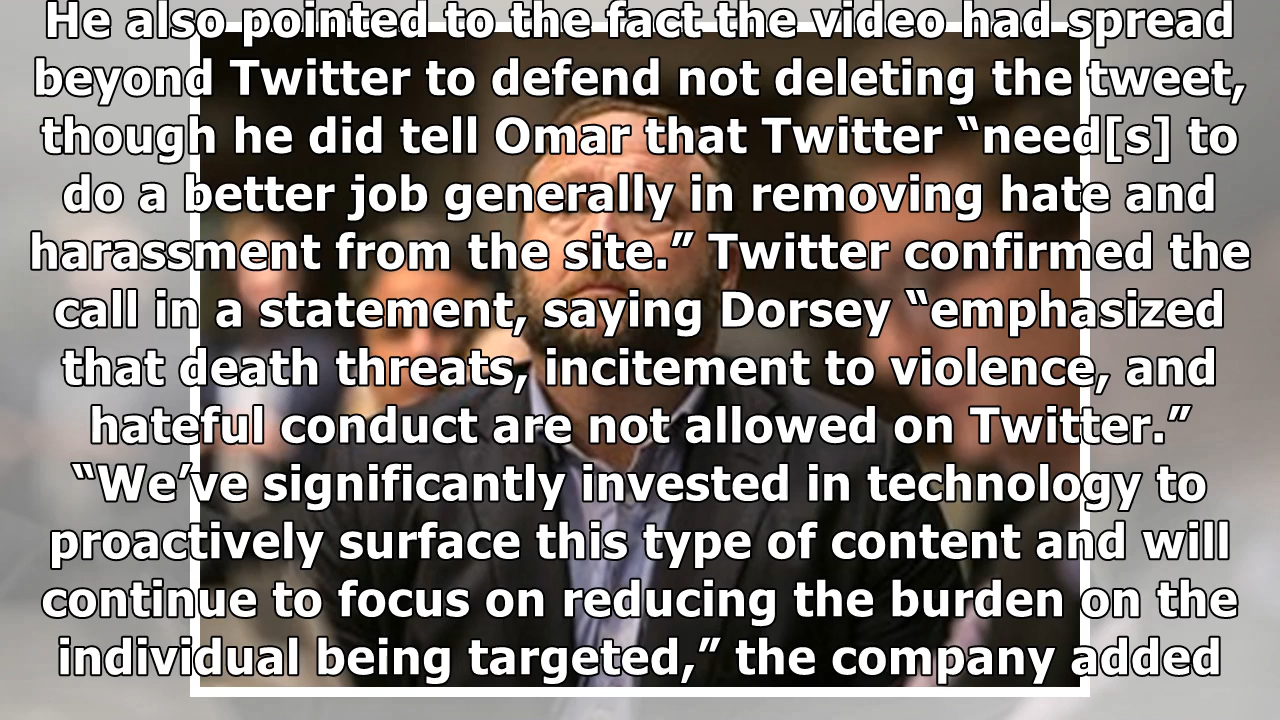 He also pointed to the fact the video had spread
beyond Twitter to defend not deleting the tweet,
though he did tell Omar that Twitter “need[s] to
do a better job generally in removing hate and
harassment from the site.” Twitter confirmed the
call in a statement, saying Dorsey “emphasized
that death threats, incitement to violence, and
hateful conduct are not allowed on Twitter.”
“We’ve significantly invested in technology to
proactively surface this type of content and will
continue to focus on reducing the burden on the
individual being targeted,” the company added